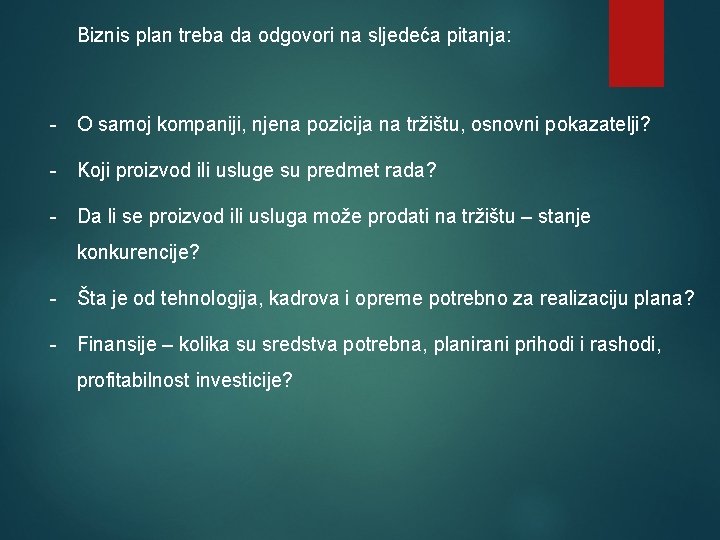 Biznis plan treba da odgovori na sljedeća pitanja:
- O samoj kompaniji, njena pozicija na tržištu, osnovni pokazatelji?
- Koji proizvod ili usluge su predmet rada?
- Da li se proizvod ili usluga može prodati na tržištu – stanje
konkurencije?
- Šta je od tehnologija, kadrova i opreme potrebno za realizaciju plana?
- Finansije – kolika su sredstva potrebna, planirani prihodi i rashodi,
profitabilnost investicije?